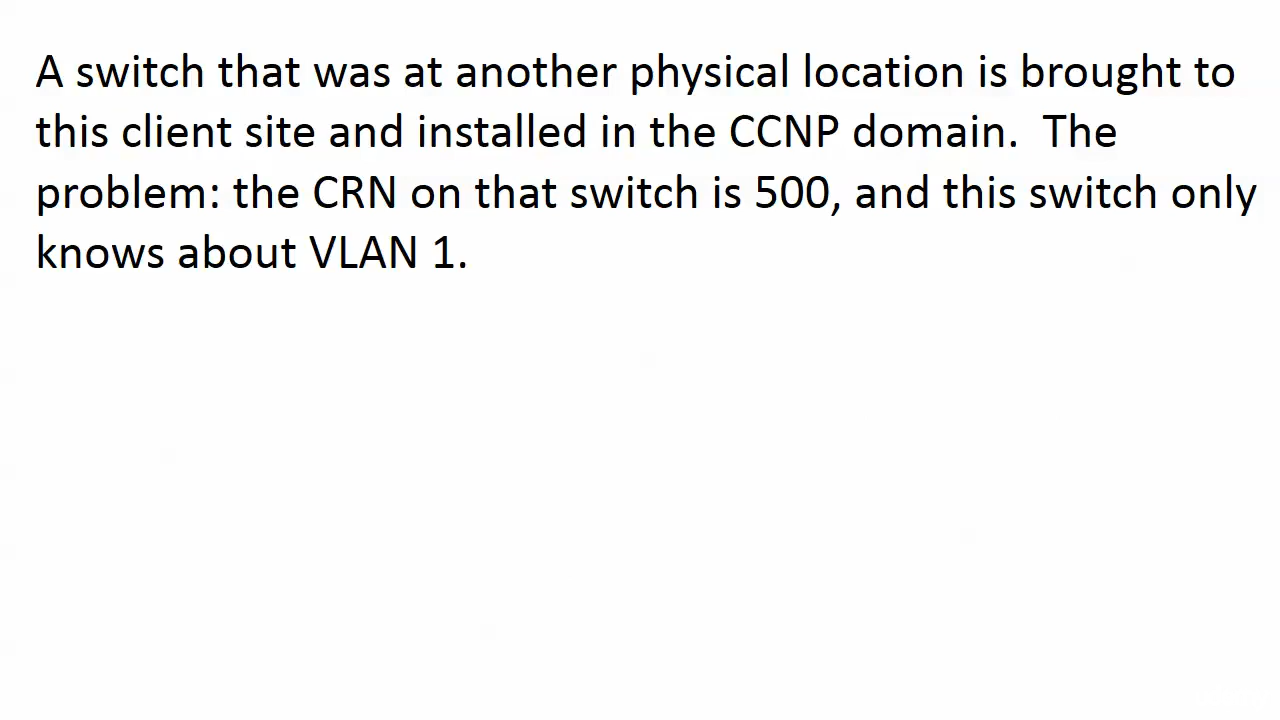 A switch that was at another physical location is brought to
this client site and installed in the CCNP domain.  The
problem: the CRN on that switch is 500, and this switch only
knows about VLAN 1.